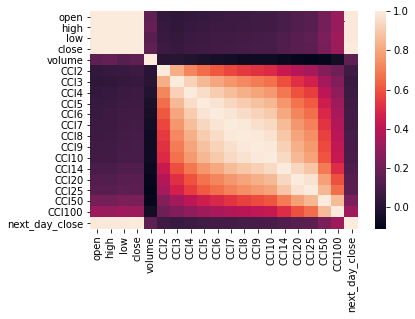 open
high
low
close
volume
CCI2
CCI3
CCI4
CCI5
CCI6
CCI7
CCI8
CCI9
CCI10
CCI14
CCI20
CCI25
CCI50
CCI100
next_day_close
open
high
low
close
volume
CCI2
CCI3
CCI4
CCI5
CCI6
CCI7
CCI8
CCI9
CCI10
CCI14
CCI20
CCI25
CCI50
CCI100
next_day_close
1.0
0.8
0.6
0.4
0.2
0.0